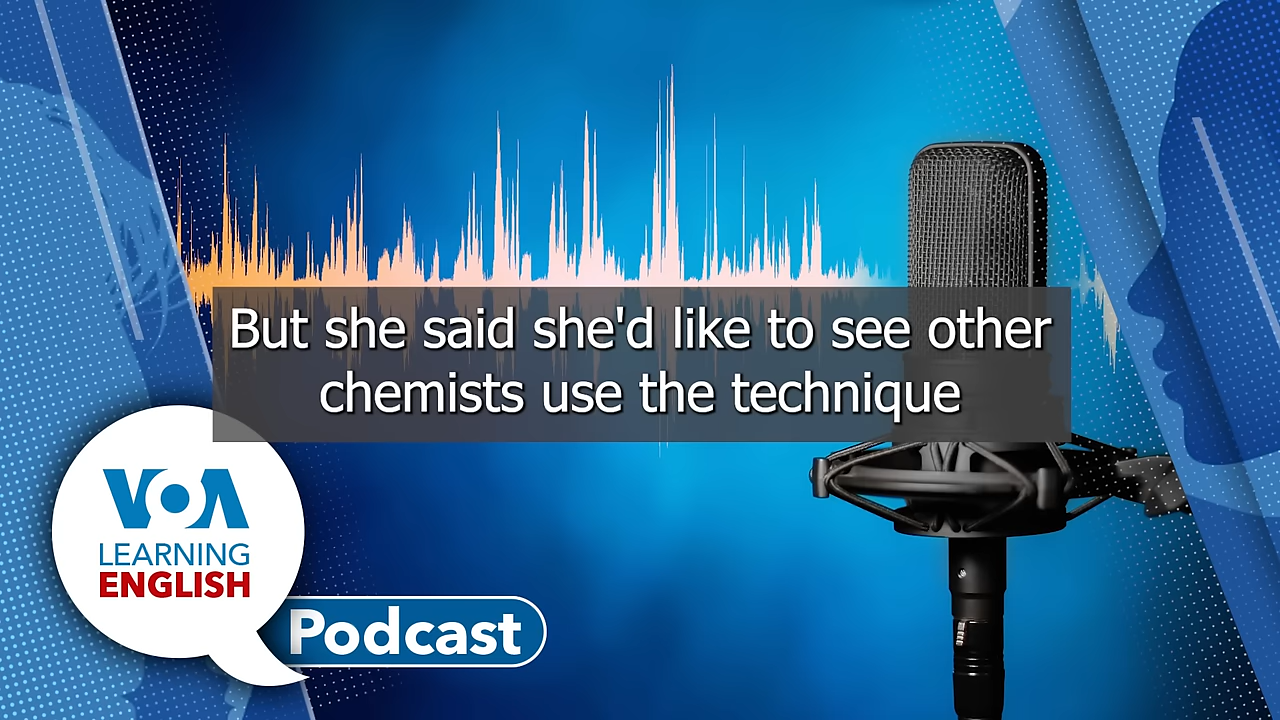 But she said she'd like to see other
chemists use the technique
VOA
LEARNING
ENGLISH
Podcast